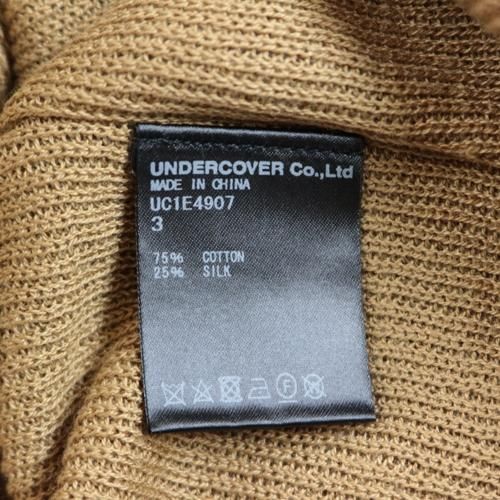 UNDERCOVER Co.,Ltd
MADE IN CHINA
UC1E4907
3
75% COTTON
25% SILK
F